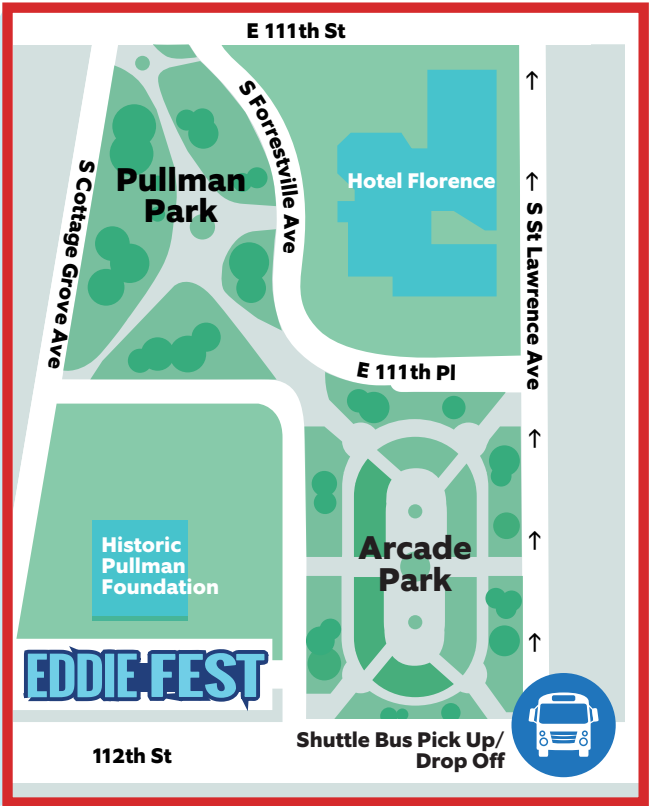 E 111th St
S Forrestville Ave
Pullman
Park
Hotel Florence
S Cottage Grove Ave
S St Lawrence Ave
E 111th Pl
Arcade
Park
Historic
Pullman
Foundation
EDDIE FEST
Shuttle Bus Pick Up/
Drop Off
112th St